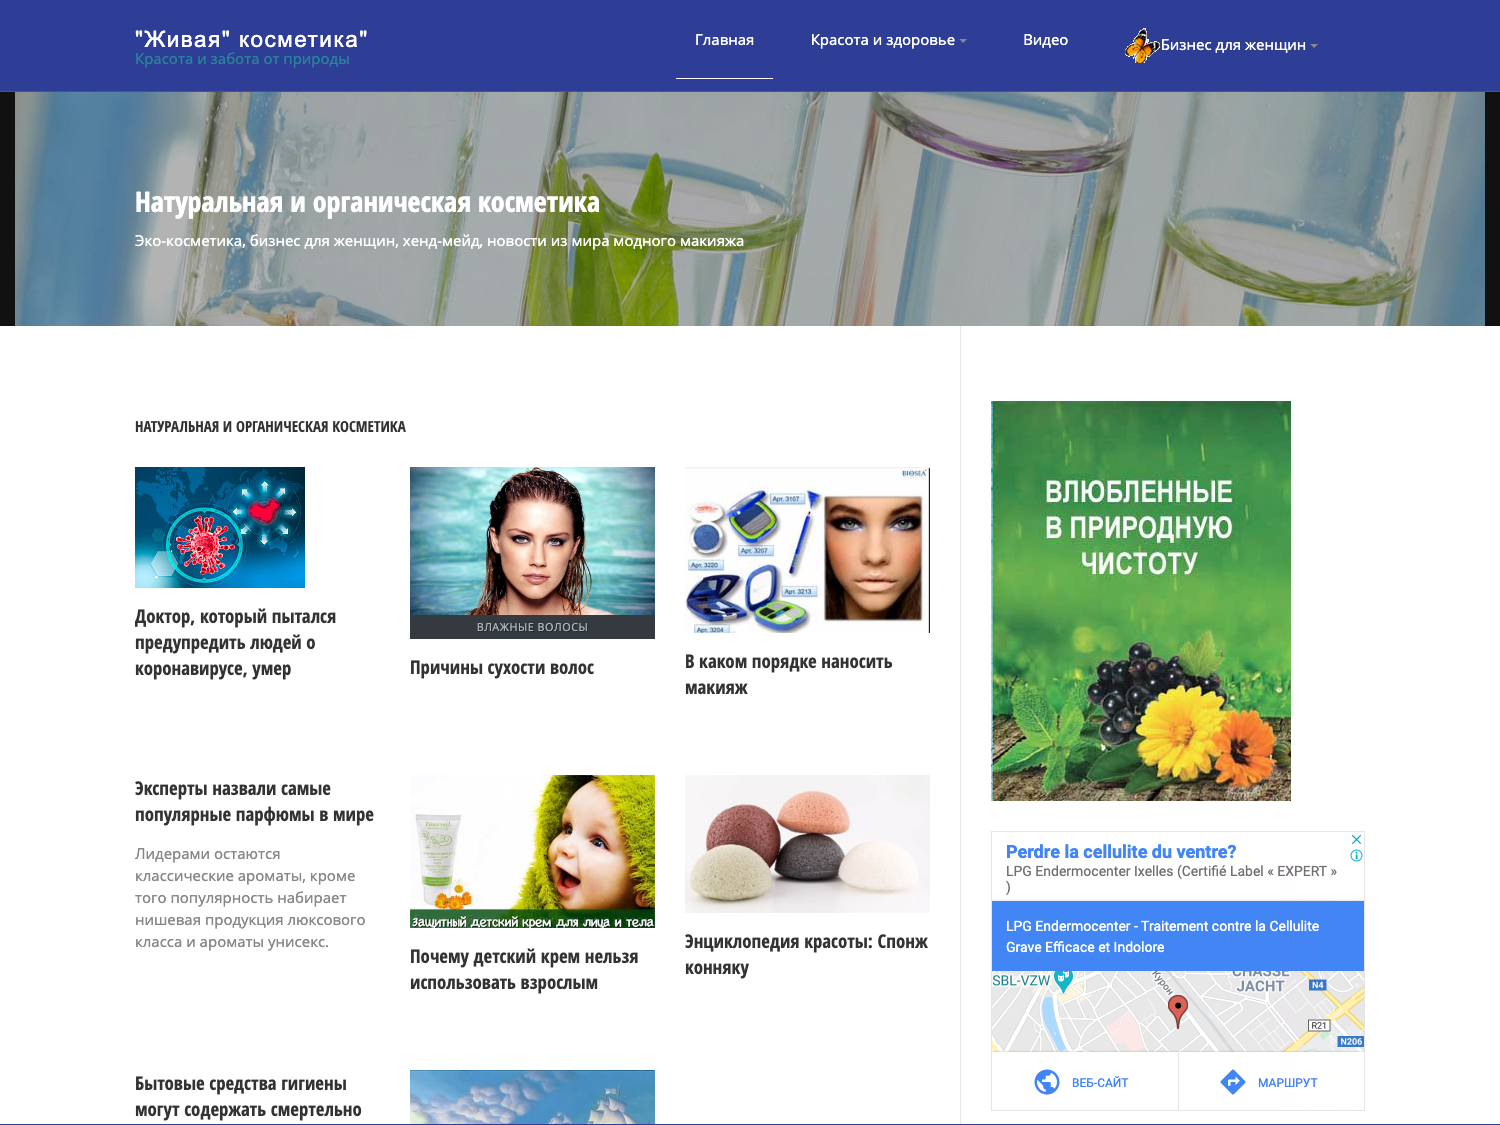 "Живая" косметика"
Красота и забота от природы
Главная
Красота и здоровье
Видео
Бизнес для женщин
Натуральная и органическая косметика
Эко-косметика, бизнес для женщин, хенд-мейд, новости из мира модного макияжа
НАТУРАЛЬНАЯ И ОРГАНИЧЕСКАЯ КОСМЕТИКА
Доктор, который пытался
предупредить людей о
коронавирусе, умер
ВЛАЖНЫЕ ВОЛОСЫ
Причины сухости волос
BIOSEA
Арт. 3107
Арт. 3207
Арт. 3220
Арт. 3213
Арт. 3204
В каком порядке наносить
макияж
Эксперты назвали самые
популярные парфюмы в мире
Лидерами остаются
классические ароматы, кроме
того популярность набирает
нишевая продукция люксового
класса и ароматы унисекс.
защитный детский крем для лица и тела
Почему детский крем нельзя
использовать взрослым
Энциклопедия красоты: Спонж
конняку
Бытовые средства гигиены
могут содержать смертельно
ВЛЮБЛЕННЫЕ
В ПРИРОДНУЮ
ЧИСТОТУ
Perdre la cellulite du ventre?
LPG Endermocenter Ixelles (Certifié Label « EXPERT »
)
LPG Endermocenter - Traitement contre la Cellulite
Grave Efficace et Indolore
SBL-VZW
Курон
CHASSE
JACHT
N4
R21
N206
ВЕБ-САЙТ
МАРШРУТ